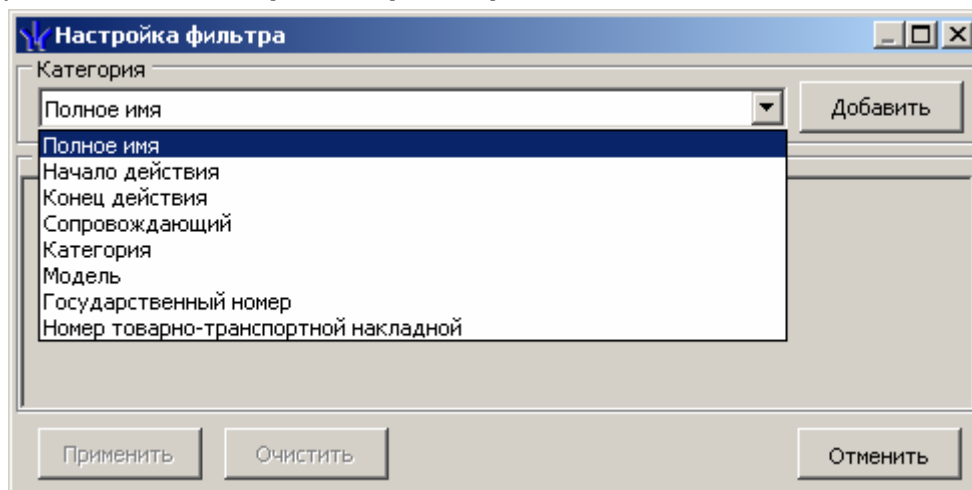 Настройка фильтра
Категория
Полное имя
Добавить
Полное имя
Начало действия
Конец действия
Сопровождающий
Категория
Модель
Государственный номер
Номер товарно-транспортной накладной
Применить
Очистить
Отменить